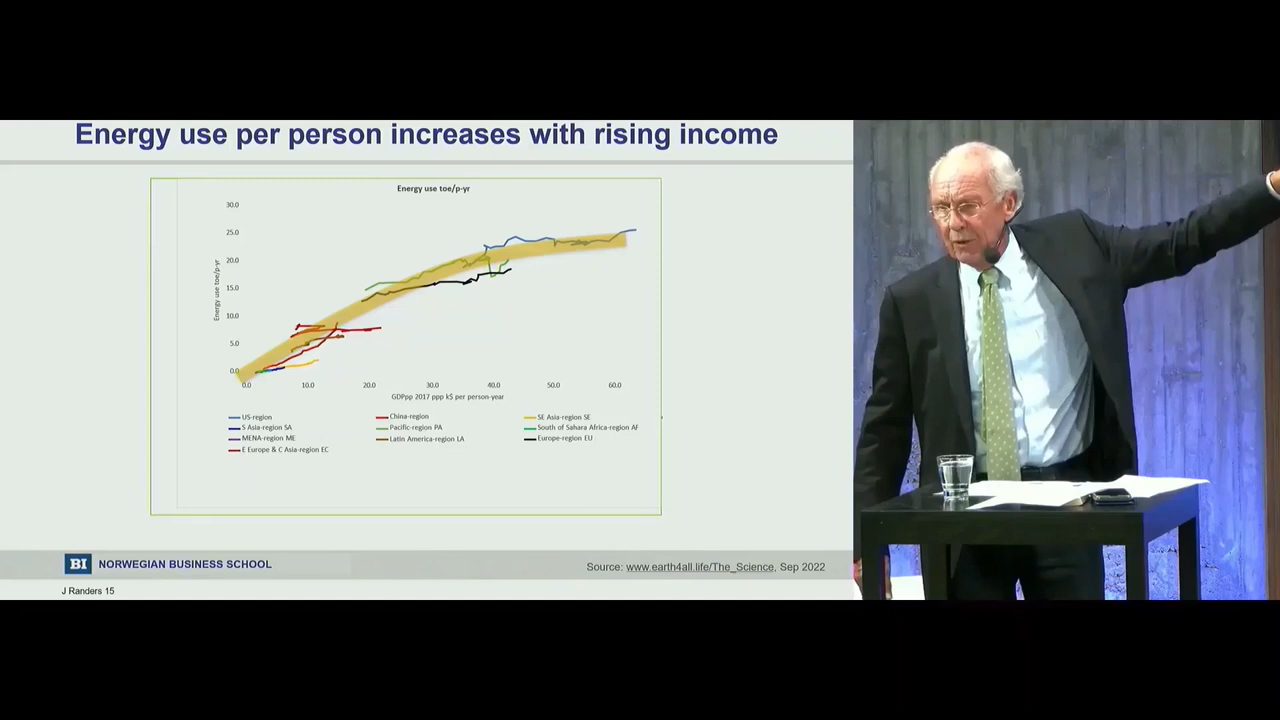 Energy use per person increases with rising income
Energy use toe/p-yr
30.0
25.0
20.0
15.0
10.0
5.0
0.0
Energy use toe/p-yr
0.0 10.0 20.0 30.0 40.0 50.0 60.0
GDPpp 2017 ppp k$ per person-year
US-region China-region SE Asia-region SE
S Asia-region SA Pacific-region PA South of Sahara Africa-region AF
MENA-region ME Latin America-region LA Europe-region EU
E Europe & C Asia-region EC
BI NORWEGIAN BUSINESS SCHOOL
Source: www.earth4all.life/The_Science, Sep 2022
J Randers 15